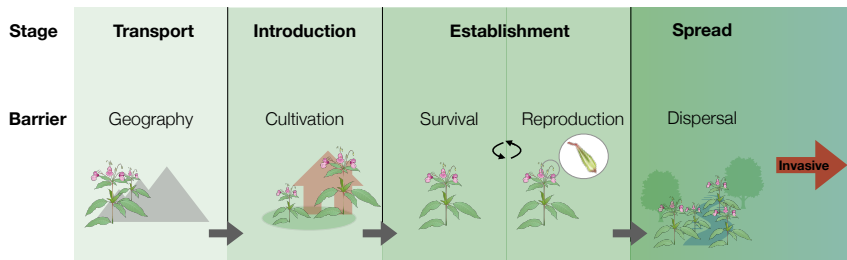 Stage Transport Introduction Establishment Spread
Barrier Geography Cultivation Survival Reproduction Dispersal
Invasive